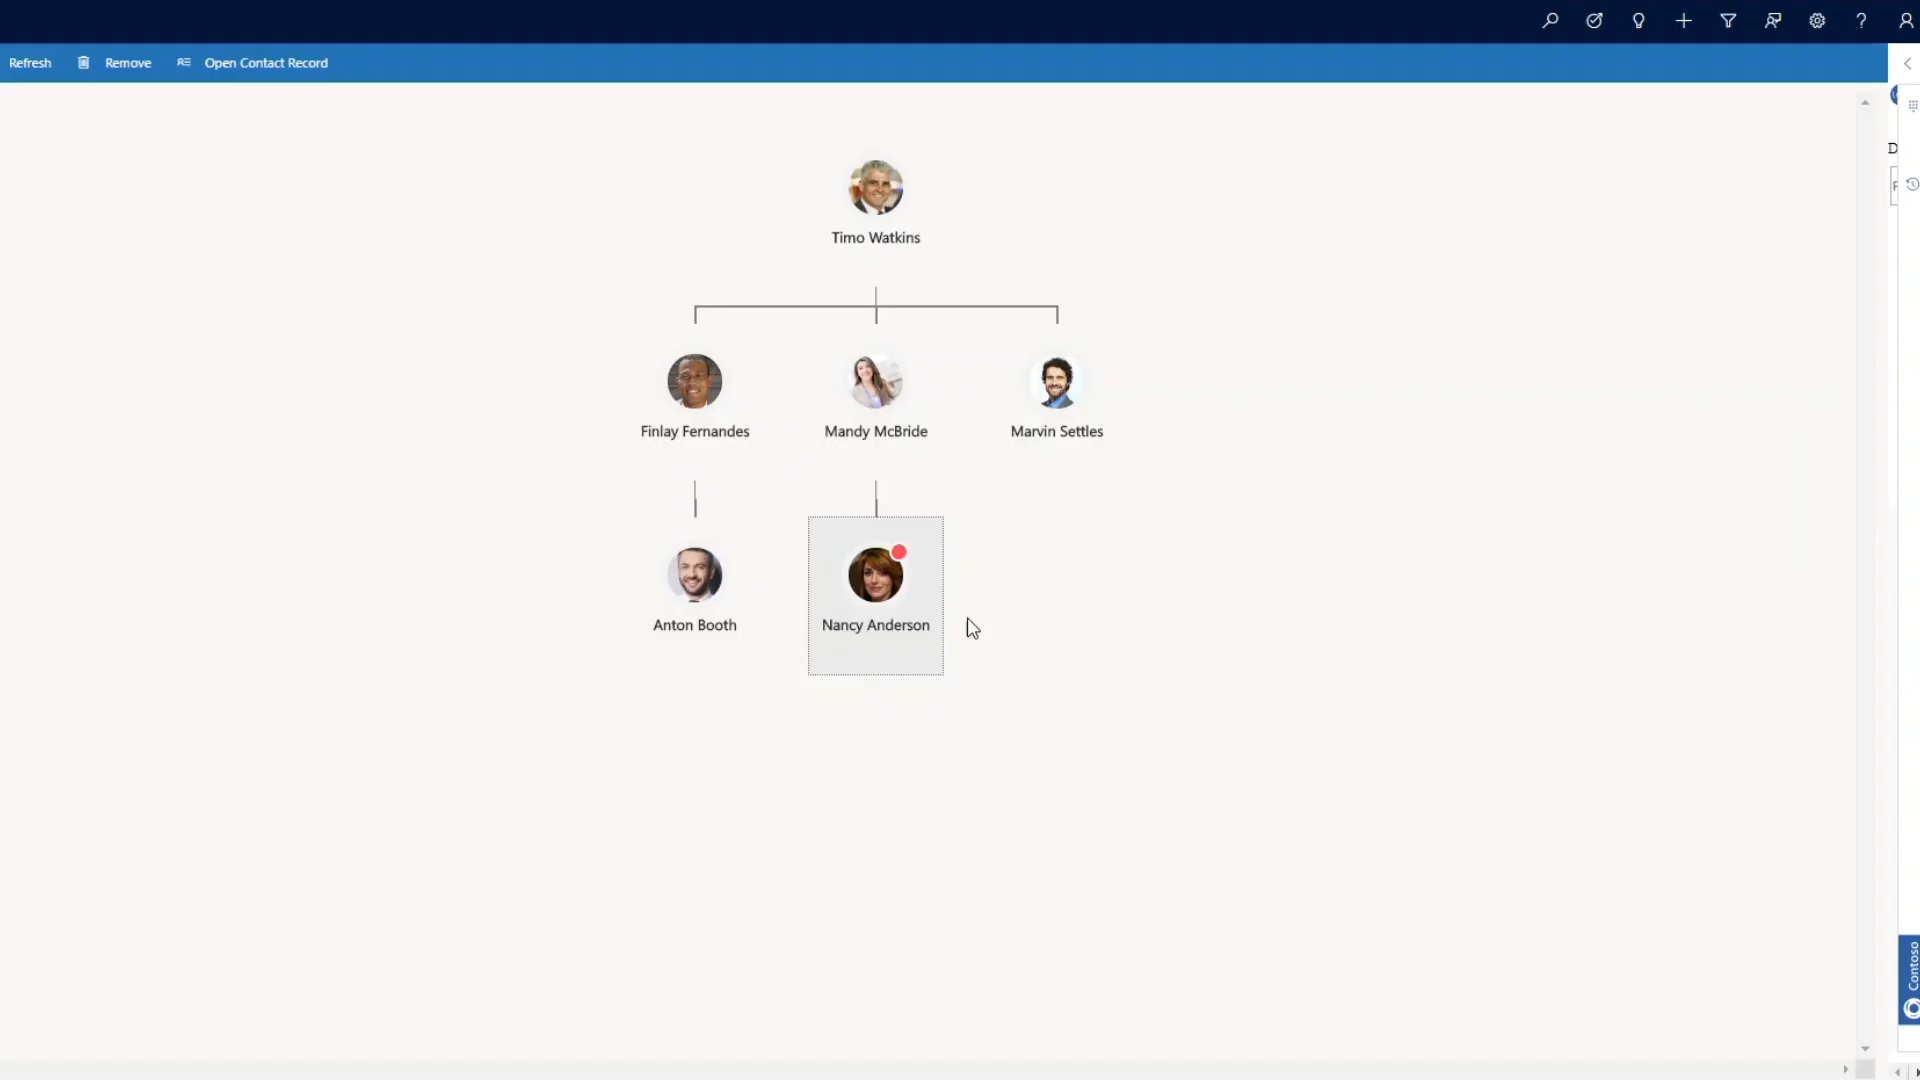 Refresh
Remove
Open Contact Record
D
F
Timo Watkins
Finlay Fernandes
Mandy McBride
Marvin Settles
Anton Booth
Nancy Anderson
Contoso